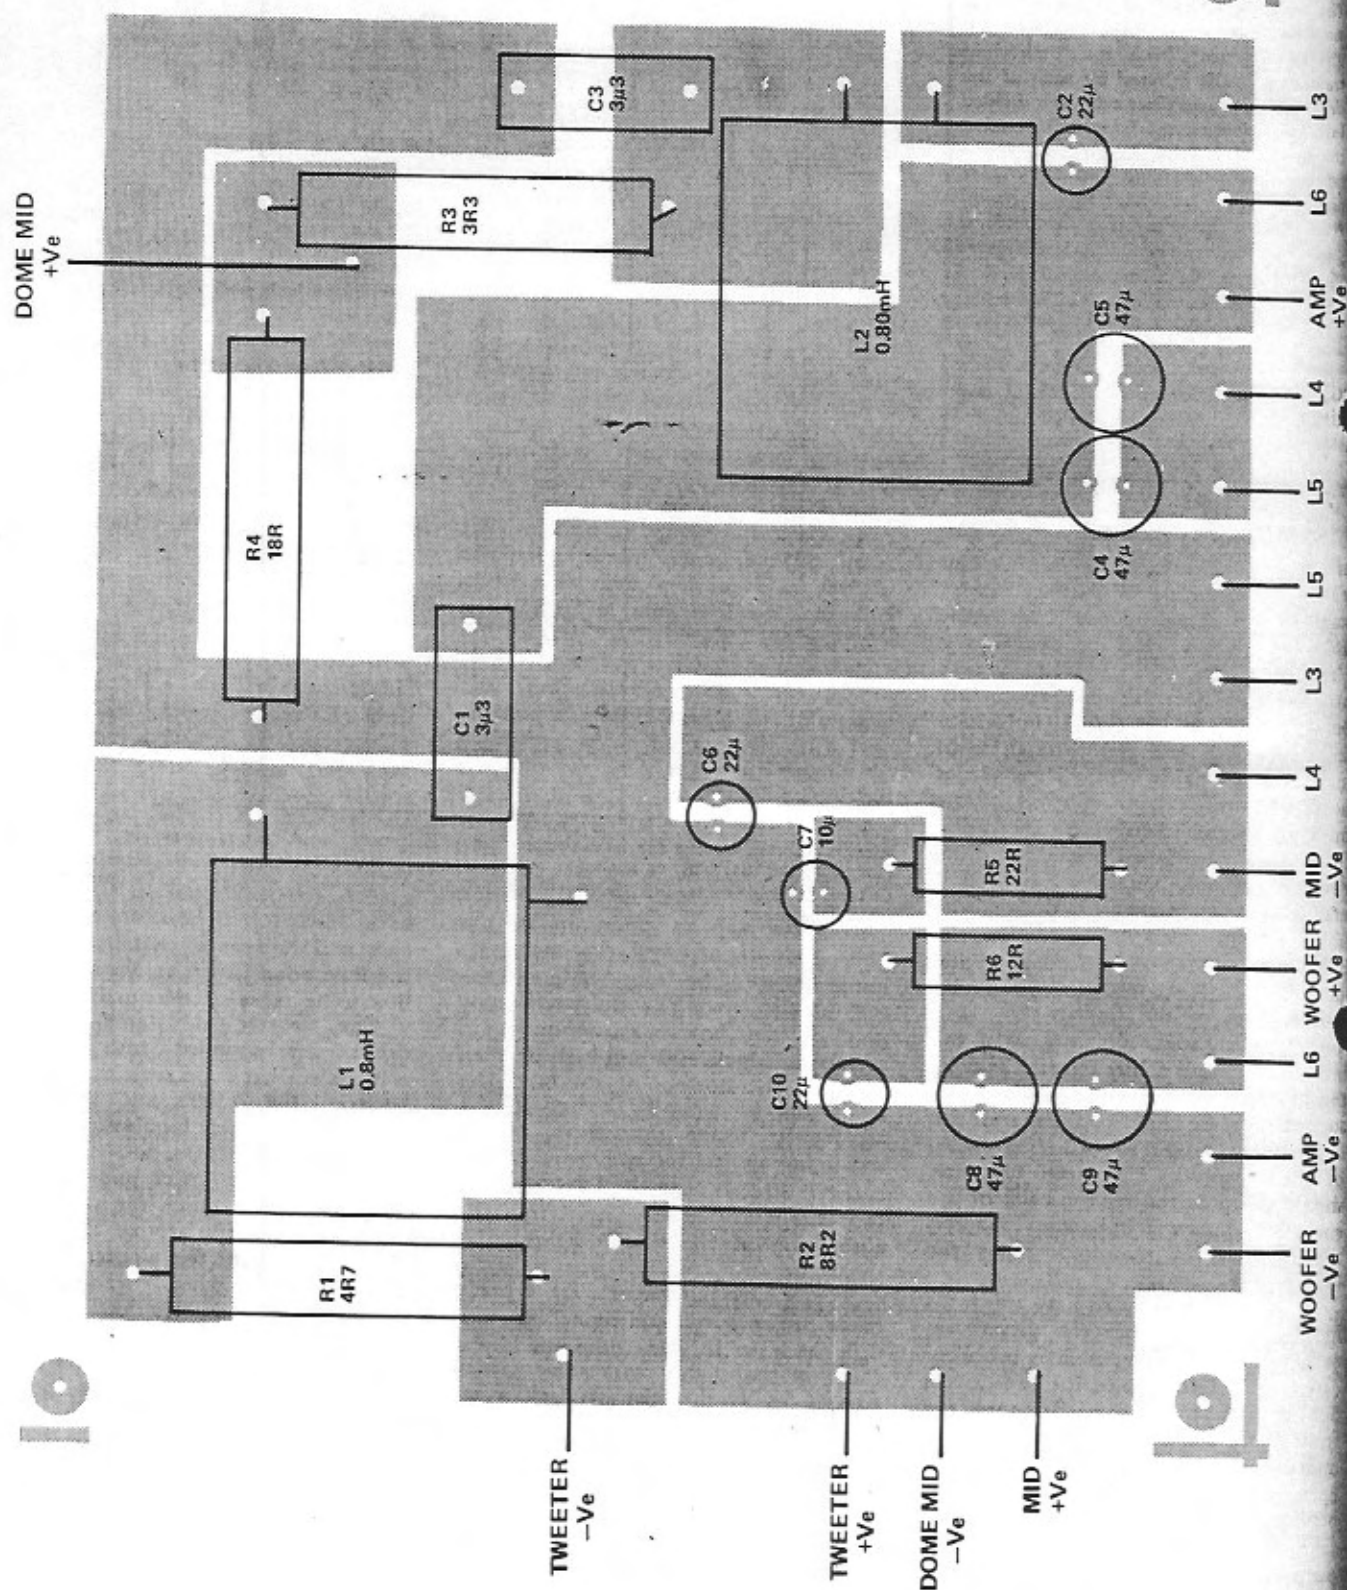 DOME MID
+Ve
C3
3µ3
R3
3R3
C2
22µ
L3
L6
AMP
+Ve
C5
47µ
L2
0.80mH
L4
L5
R4
18R
C4
47µ
L5
L3
C1
3µ3
C6
22µ
L4
C7
10µ
R5
22R
MID
−Ve
R6
12R
WOOFER
+Ve
L1
0.8mH
L6
C10
22µ
C8
47µ
C9
47µ
AMP
−Ve
R1
4R7
R2
8R2
WOOFER
−Ve
TWEETER
−Ve
TWEETER
+Ve
DOME MID
−Ve
MID
+Ve